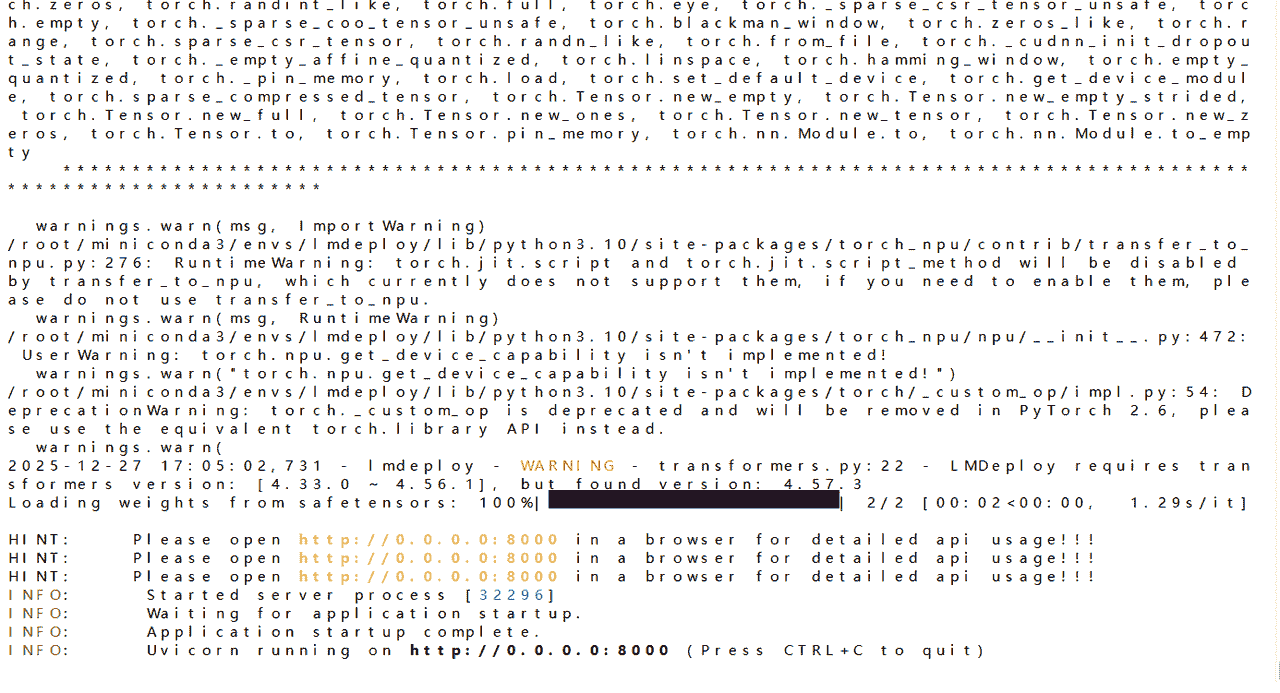 ch.zeros, torch.randint_like, torch.full, torch.eye, torch._sparse_csr_tensor_unsafe, torc
h.empty, torch._sparse_coo_tensor_unsafe, torch.blackman_window, torch.zeros_like, torch.r
ange, torch.sparse_csr_tensor, torch.randn_like, torch.from_file, torch._cudnn_init_dropou
t_state, torch._empty_affine_quantized, torch.linspace, torch.hamming_window, torch.empty_
quantized, torch._pin_memory, torch.load, torch.set_default_device, torch.get_device_modul
e, torch.sparse_compressed_tensor, torch.Tensor.new_empty, torch.Tensor.new_empty_strided,
 torch.Tensor.new_full, torch.Tensor.new_ones, torch.Tensor.new_tensor, torch.Tensor.new_z
eros, torch.Tensor.to, torch.Tensor.pin_memory, torch.nn.Module.to, torch.nn.Module.to_emp
ty
    **************************************************************************************
***********************
  warnings.warn(msg, ImportWarning)
/root/miniconda3/envs/lmdeploy/lib/python3.10/site-packages/torch_npu/contrib/transfer_to_
npu.py:276: RuntimeWarning: torch.jit.script and torch.jit.script_method will be disabled
by transfer_to_npu, which currently does not support them, if you need to enable them, ple
ase do not use transfer_to_npu.
  warnings.warn(msg, RuntimeWarning)
/root/miniconda3/envs/lmdeploy/lib/python3.10/site-packages/torch_npu/npu/__init__.py:472:
 UserWarning: torch.npu.get_device_capability isn't implemented!
  warnings.warn("torch.npu.get_device_capability isn't implemented!")
/root/miniconda3/envs/lmdeploy/lib/python3.10/site-packages/torch/_custom_op/impl.py:54: D
eprecationWarning: torch._custom_op is deprecated and will be removed in PyTorch 2.6, plea
se use the equivalent torch.library API instead.
  warnings.warn(
2025-12-27 17:05:02,731 - lmdeploy - WARNING - transformers.py:22 - LMDeploy requires tran
sformers version: [4.33.0 ~ 4.56.1], but found version: 4.57.3
Loading weights from safetensors: 100%| | 2/2 [00:02<00:00,  1.29s/it]
HINT:    Please open http://0.0.0.0:8000 in a browser for detailed api usage!!!
HINT:    Please open http://0.0.0.0:8000 in a browser for detailed api usage!!!
HINT:    Please open http://0.0.0.0:8000 in a browser for detailed api usage!!!
INFO:     Started server process [32296]
INFO:     Waiting for application startup.
INFO:     Application startup complete.
INFO:     Uvicorn running on http://0.0.0.0:8000 (Press CTRL+C to quit)